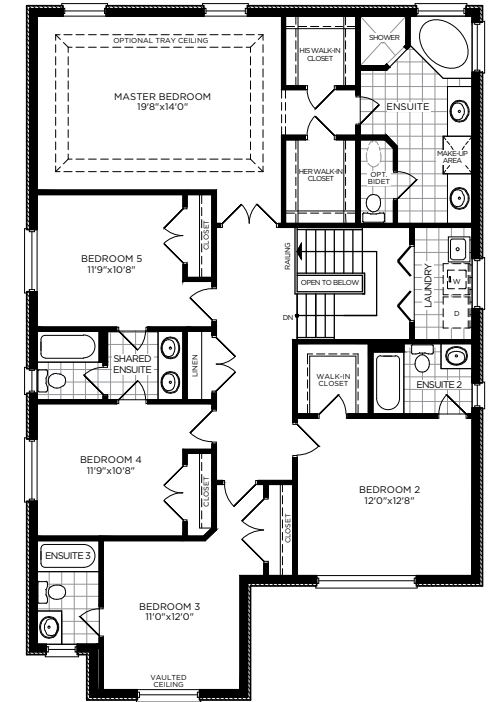 OPTIONAL TRAY CEILING
MASTER BEDROOM
19'8"x14'0"
HIS WALK-IN
CLOSET
SHOWER
ENSUITE
MAKE-UP
AREA
HER WALK-IN
CLOSET
OPT.
BIDET
BEDROOM 5
11'9"x10'8"
CLOSET
RAILING
OPEN TO BELOW
DN
LAUNDRY
W
D
SHARED
ENSUITE
LINEN
WALK-IN
CLOSET
ENSUITE 2
BEDROOM 4
11'9"x10'8"
CLOSET
BEDROOM 2
12'0"x12'8"
CLOSET
ENSUITE 3
BEDROOM 3
11'0"x12'0"
VAULTED
CEILING